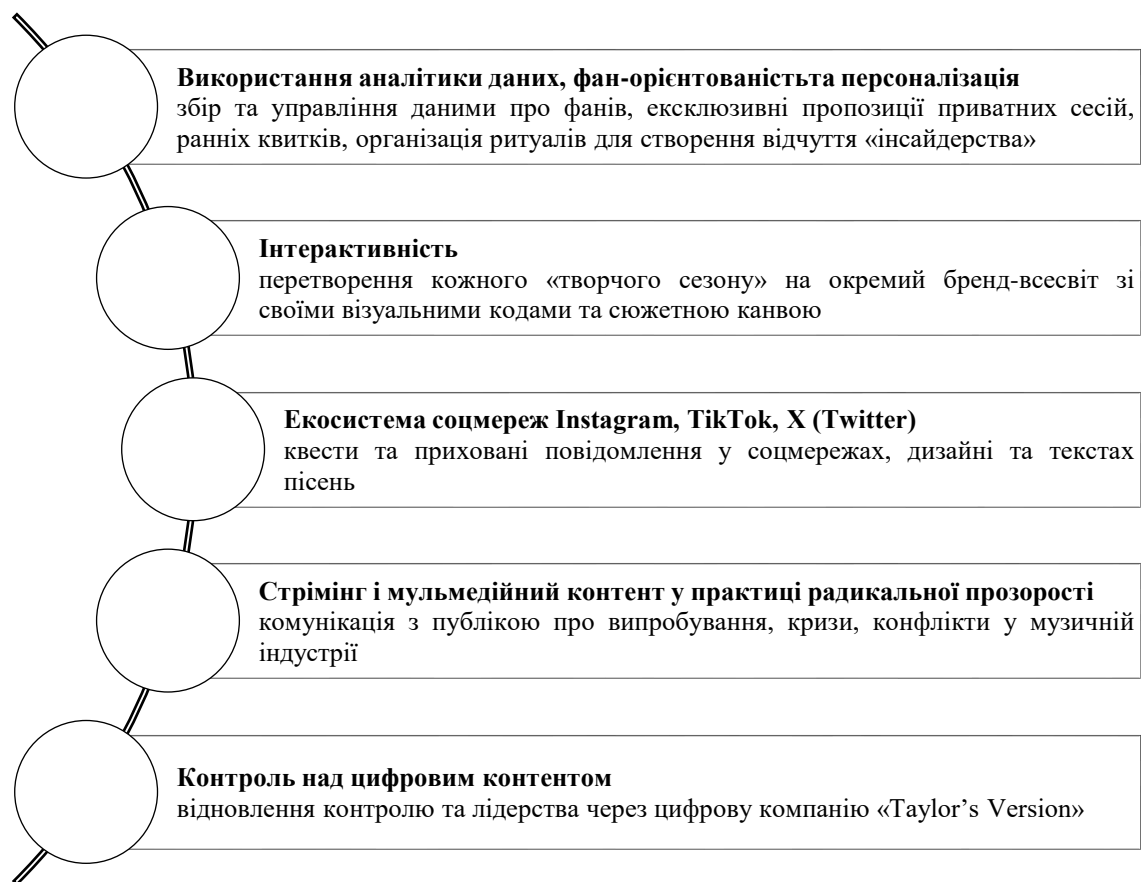 Використання аналітики даних, фан-орієнтованістьта персоналізація
збір та управління даними про фанів, ексклюзивні пропозиції приватних сесій,
ранніх квитків, організація ритуалів для створення відчуття «інсайдерства»
Інтерактивність
перетворення кожного «творчого сезону» на окремий бренд-всесвіт зі
своїми візуальними кодами та сюжетною канвою
Екосистема соцмереж Instagram, TikTok, X (Twitter)
квести та приховані повідомлення у соцмережах, дизайні та текстах
пісень
Стрімінг і мульмедійний контент у практиці радикальної прозорості
комунікація з публікою про випробування, кризи, конфлікти у музичній
індустрії
Контроль над цифровим контентом
відновлення контролю та лідерства через цифрову компанію «Taylor’s Version»